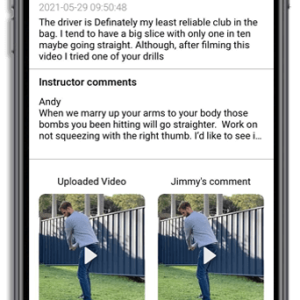 2021-05-29 09:50:48
The driver is Definately my least reliable club in the
bag. I tend to have a big slice with only one in ten
maybe going straight. Although, after filming this
video I tried one of your drills
Instructor comments
Andy
When we marry up your arms to your body those
bombs you been hitting will go straighter.  Work on
not squeezing with the right thumb. I'd like to see i...
Uploaded Video
Jimmy's comment